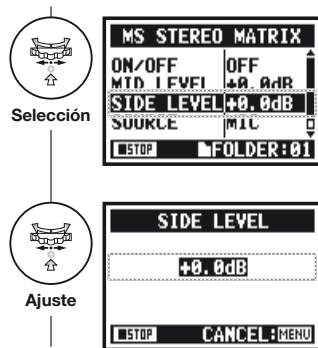 MS STEREO MATRIX
ON/OFF OFF
MID LEVEL +0.0dB
SIDE LEVEL +0.0dB
SOURCE MIC
STOP FOLDER:01
Selección
SIDE LEVEL
+0.0dB
STOP CANCEL:MENU
Ajuste